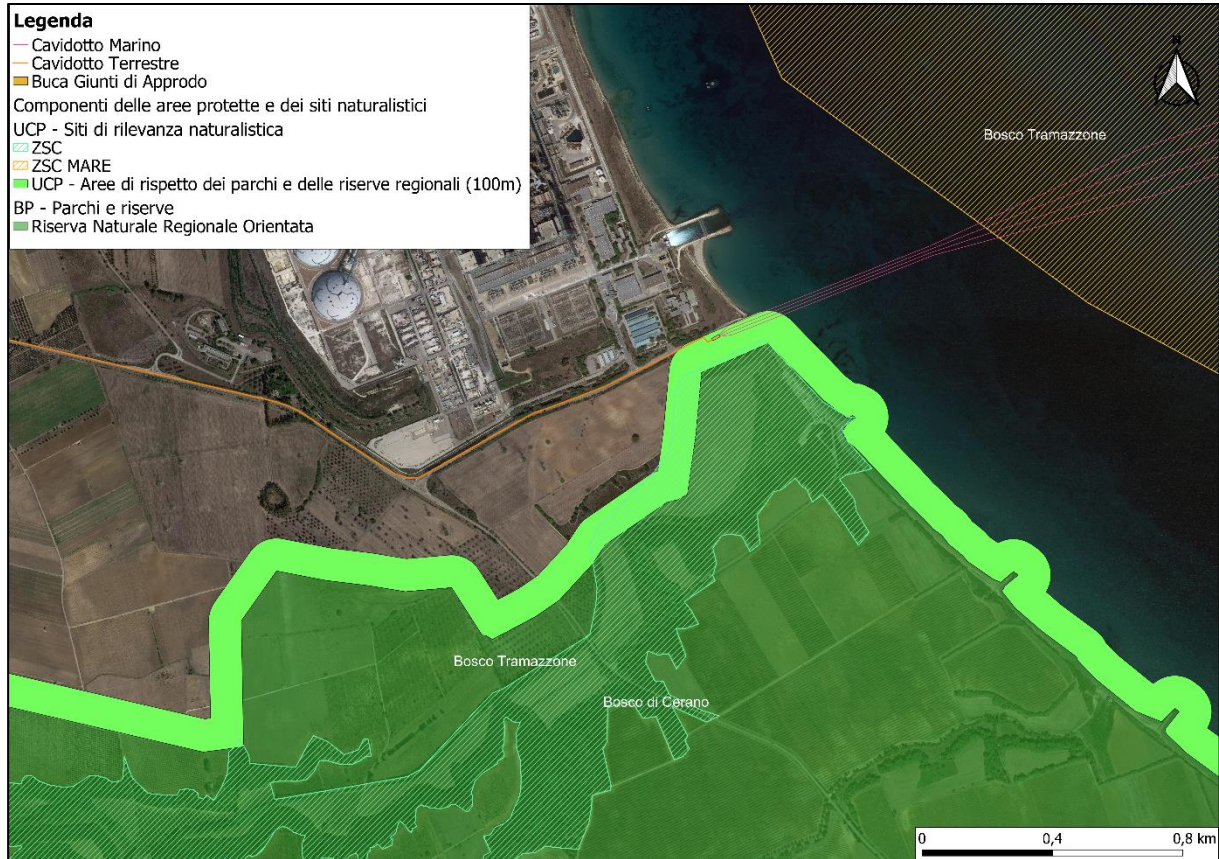 Legenda
Cavidotto Marino
Cavidotto Terrestre
Buca Giunti di Approdo
Componenti delle aree protette e dei siti naturalistici
UCP - Siti di rilevanza naturalistica
ZSC
ZSC MARE
UCP - Aree di rispetto dei parchi e delle riserve regionali (100m)
BP - Parchi e riserve
Riserva Naturale Regionale Orientata
N
Bosco Tramazzone
Bosco Tramazzone
Bosco di Cerano
0 0,4 0,8 km